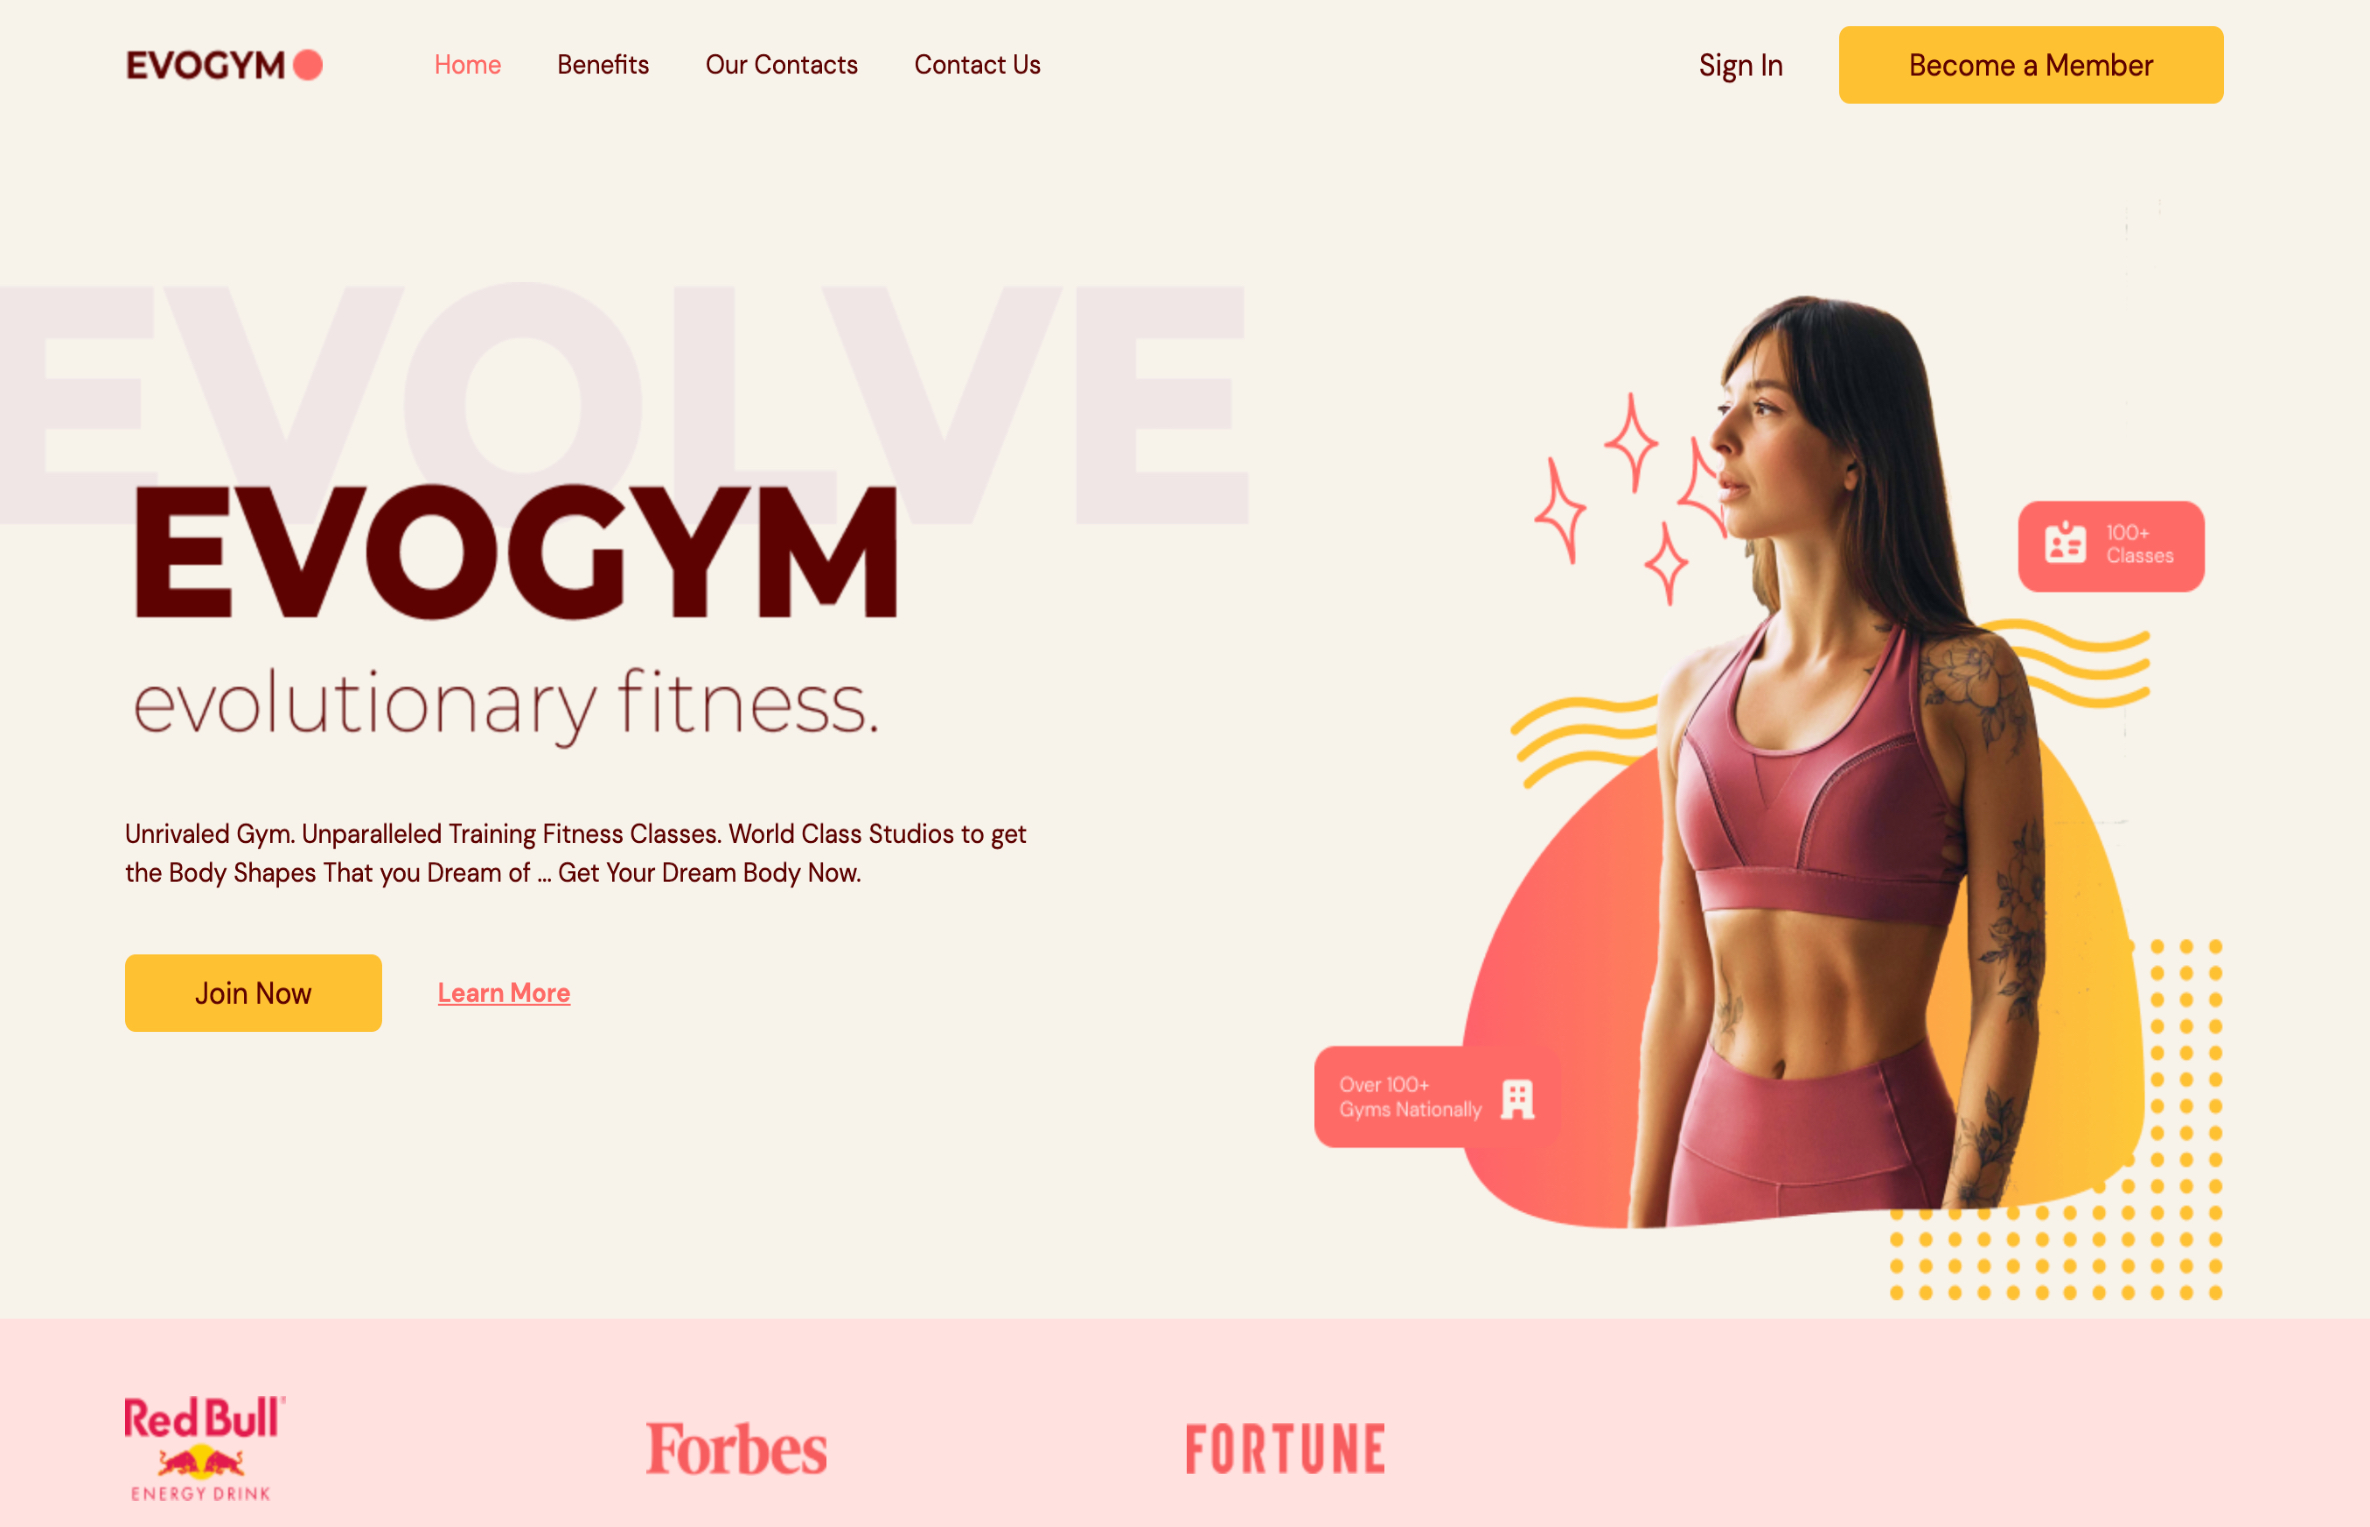 EVOGYM
Home
Benefits
Our Contacts
Contact Us
Sign In
Become a Member
EVOLVE
EVOGYM
evolutionary fitness.
Unrivaled Gym. Unparalleled Training Fitness Classes. World Class Studios to get
the Body Shapes That you Dream of ... Get Your Dream Body Now.
Join Now
Learn More
100+
Classes
Over 100+
Gyms Nationally
Red Bull
ENERGY DRINK
Forbes
FORTUNE